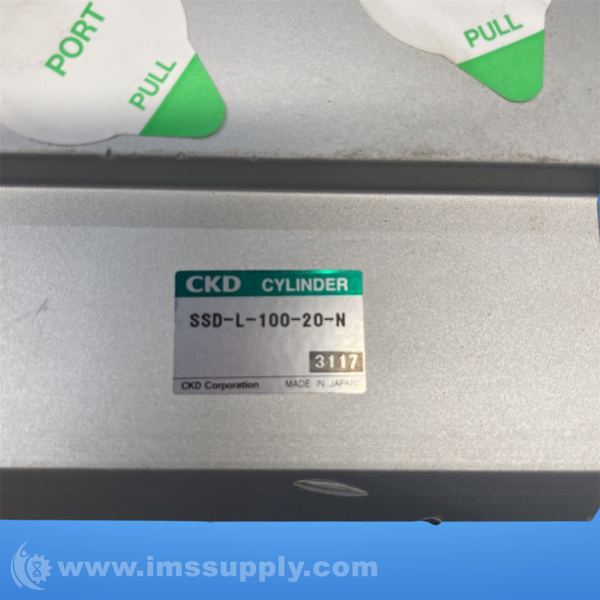 PORT
PULL
PULL
CKD CYLINDER
SSD-L-100-20-N
3117
CKD Corporation MADE IN JAPAN
www.imssupply.com